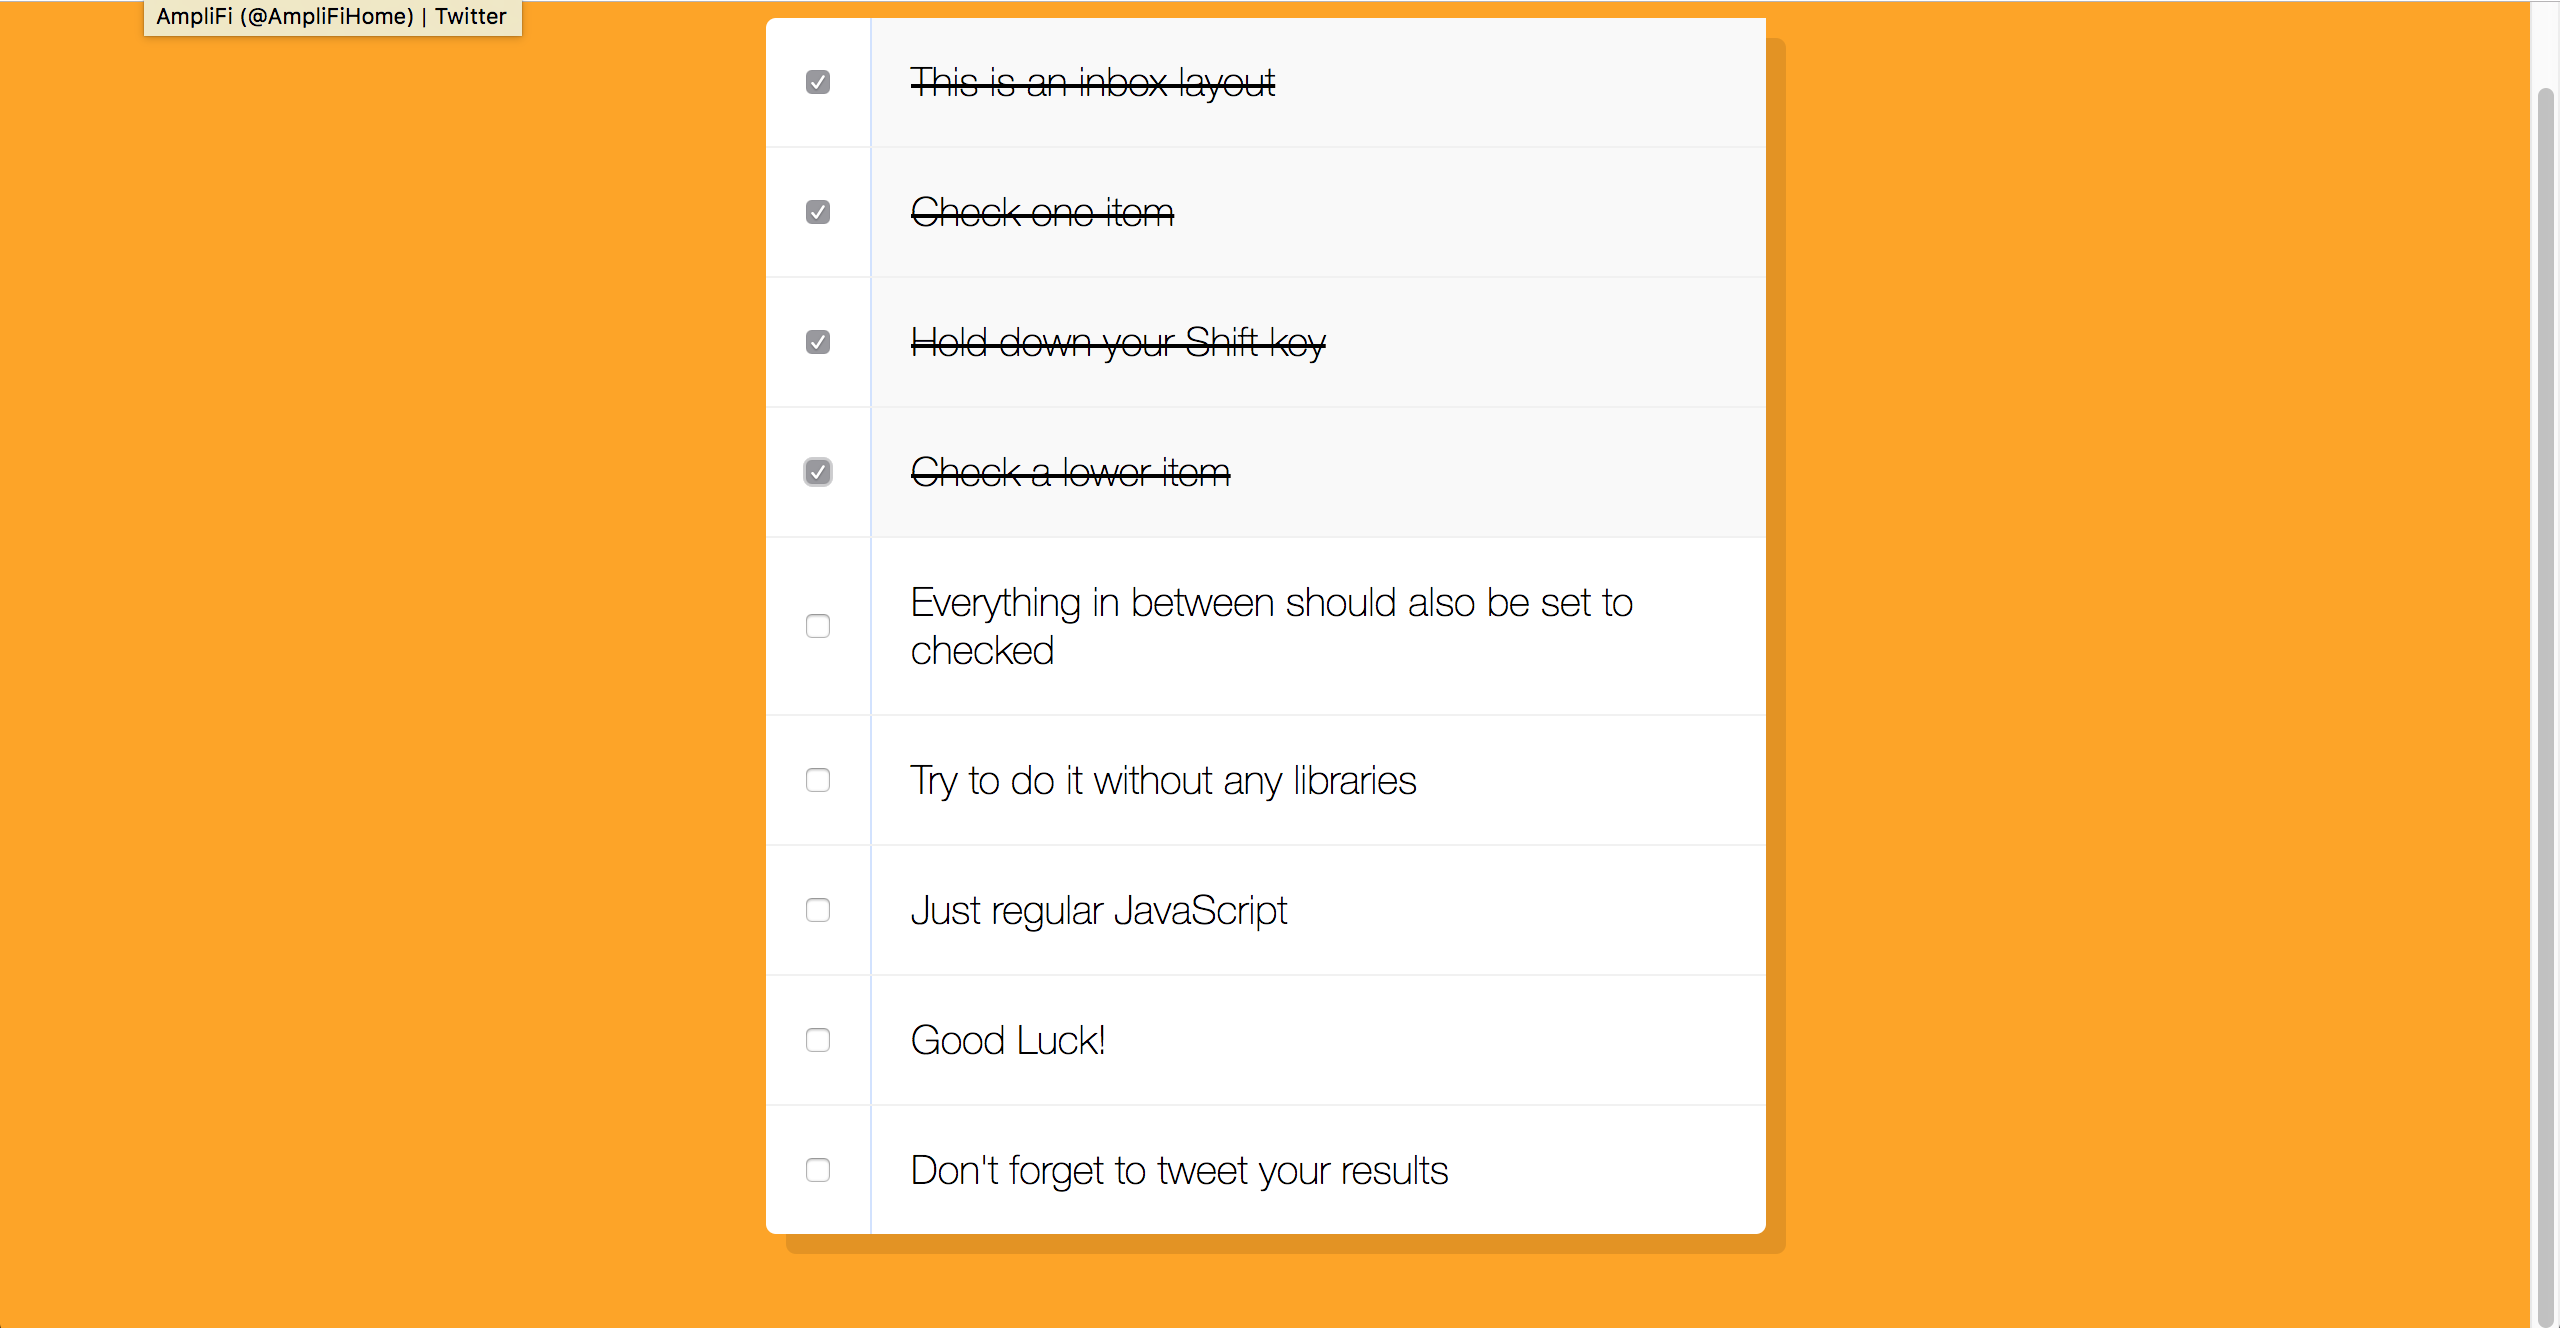 AmpliFi (@AmpliFiHome) | Twitter
This is an inbox layout
Check one item
Hold down your Shift key
Check a lower item
Everything in between should also be set to
checked
Try to do it without any libraries
Just regular JavaScript
Good Luck!
Don't forget to tweet your results